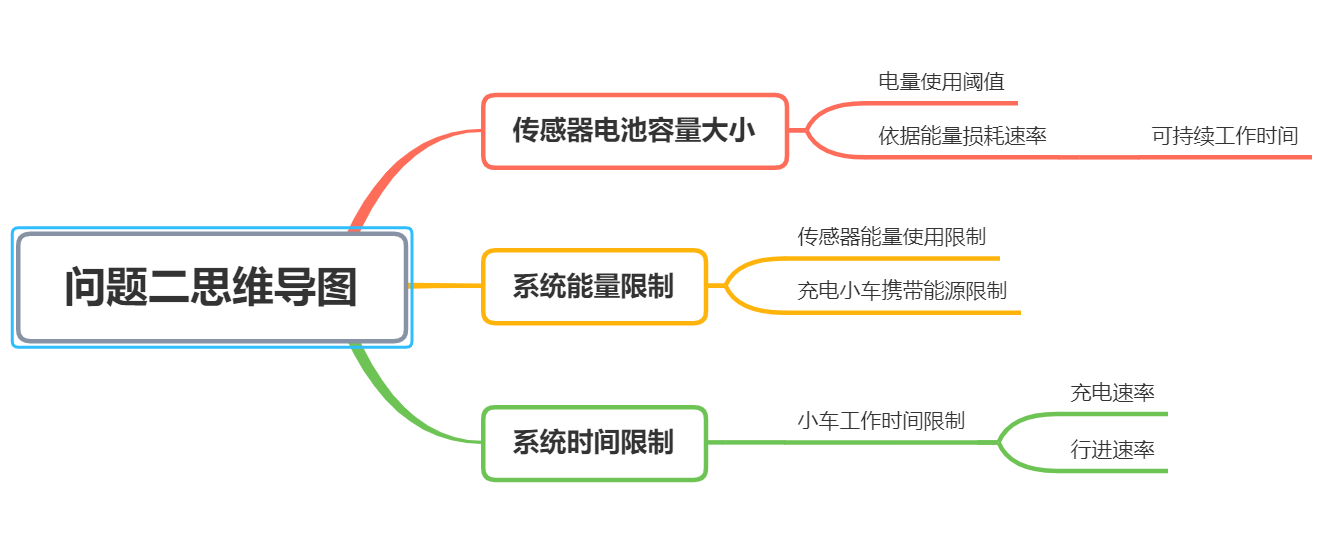 问题二思维导图
传感器电池容量大小
电量使用阈值
依据能量损耗速率
可持续工作时间
系统能量限制
传感器能量使用限制
充电小车携带能源限制
系统时间限制
小车工作时间限制
充电速率
行进速率